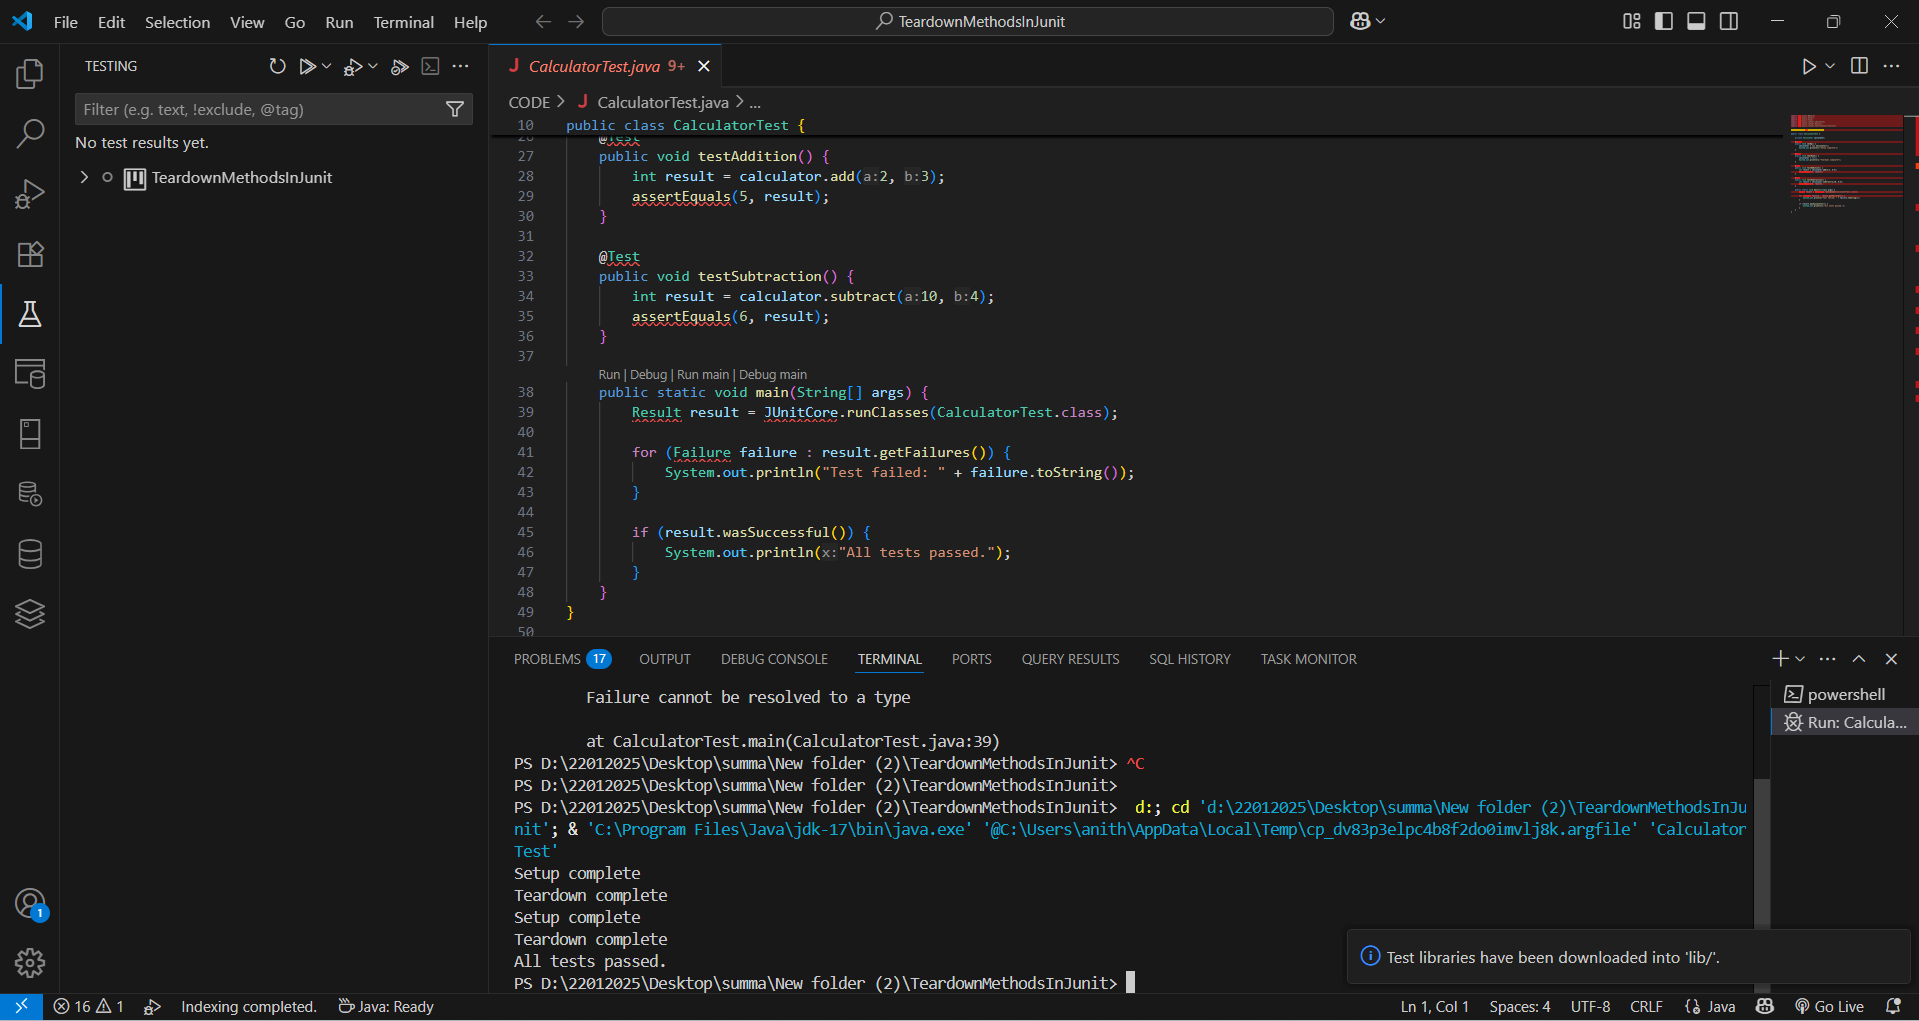 File Edit Selection View Go Run Terminal Help
TeardownMethodsInJunit
TESTING
Filter (e.g. text, !exclude, @tag)
No test results yet.
TeardownMethodsInJunit
J CalculatorTest.java 9+
CODE > J CalculatorTest.java > ...
10 public class CalculatorTest {
26 @Test
27 public void testAddition() {
28 int result = calculator.add(a:2, b:3);
29 assertEquals(5, result);
30 }
31
32 @Test
33 public void testSubtraction() {
34 int result = calculator.subtract(a:10, b:4);
35 assertEquals(6, result);
36 }
37
Run | Debug | Run main | Debug main
38 public static void main(String[] args) {
39 Result result = JUnitCore.runClasses(CalculatorTest.class);
40
41 for (Failure failure : result.getFailures()) {
42 System.out.println("Test failed: " + failure.toString());
43 }
44
45 if (result.wasSuccessful()) {
46 System.out.println(x:"All tests passed.");
47 }
48 }
49 }
50
PROBLEMS 17 OUTPUT DEBUG CONSOLE TERMINAL PORTS QUERY RESULTS SQL HISTORY TASK MONITOR
Failure cannot be resolved to a type
at CalculatorTest.main(CalculatorTest.java:39)
PS D:\22012025\Desktop\summa\New folder (2)\TeardownMethodsInJunit> ^C
PS D:\22012025\Desktop\summa\New folder (2)\TeardownMethodsInJunit>
PS D:\22012025\Desktop\summa\New folder (2)\TeardownMethodsInJunit> d:; cd 'd:\22012025\Desktop\summa\New folder (2)\TeardownMethodsInJu
nit'; & 'C:\Program Files\Java\jdk-17\bin\java.exe' '@C:\Users\anith\AppData\Local\Temp\cp_dv83p3elpc4b8f2do0imvlj8k.argfile' 'Calculator
Test'
Setup complete
Teardown complete
Setup complete
Teardown complete
All tests passed.
PS D:\22012025\Desktop\summa\New folder (2)\TeardownMethodsInJunit>
powershell
Run: Calcula...
Test libraries have been downloaded into 'lib/'.
1
16 1 Indexing completed. Java: Ready
Ln 1, Col 1 Spaces: 4 UTF-8 CRLF {} Java Go Live